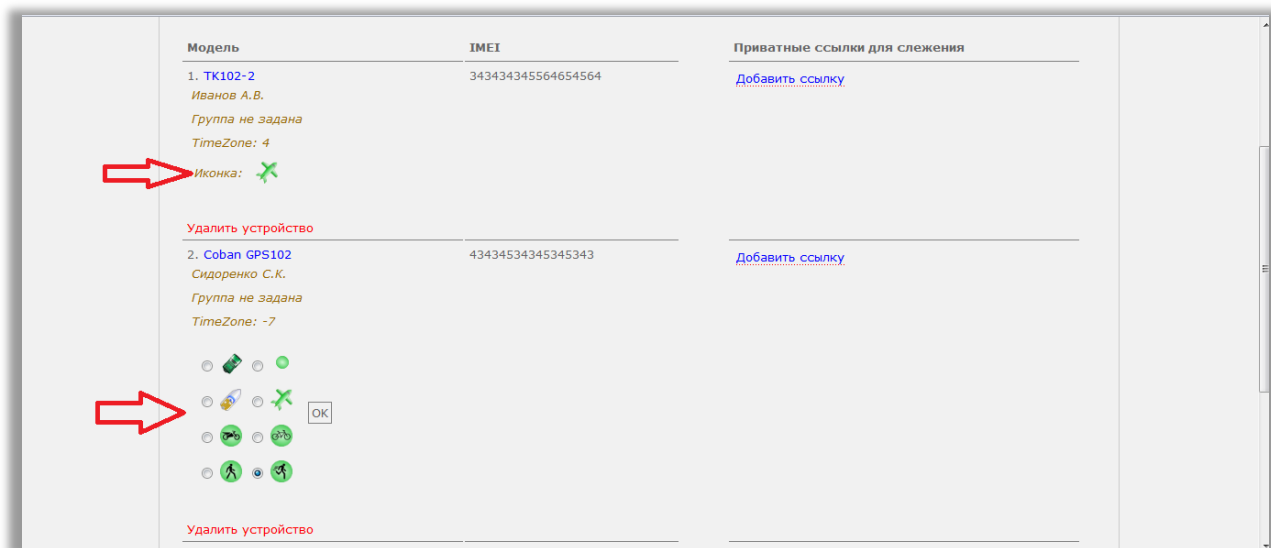 Модель IMEI Приватные ссылки для слежения
1. TK102-2 343434345564654564 Добавить ссылку
Иванов А.В.
Группа не задана
TimeZone: 4
Иконка:
Удалить устройство
2. Coban GPS102 43434534345345343 Добавить ссылку
Сидоренко С.К.
Группа не задана
TimeZone: -7
OK
Удалить устройство